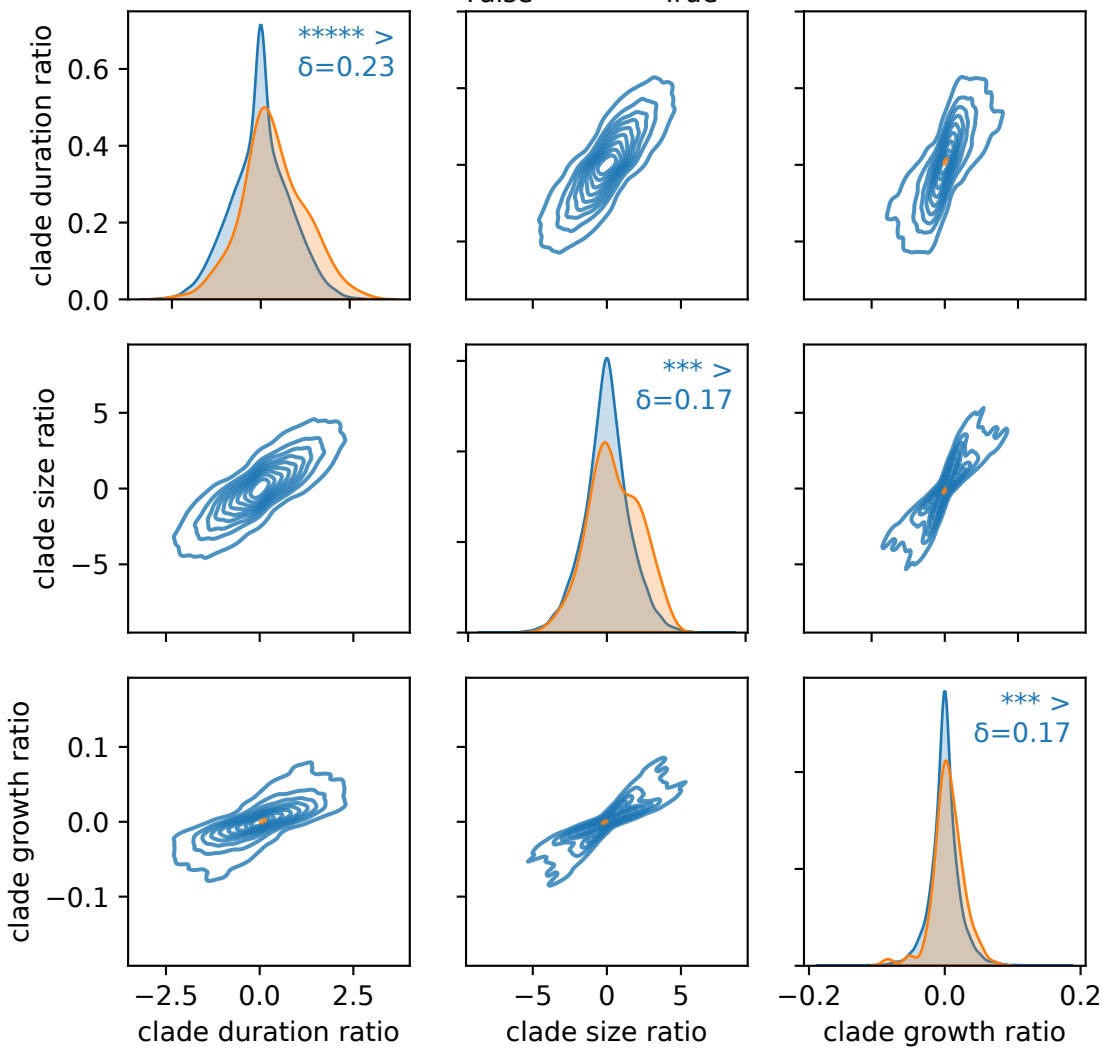 ***** >
δ=0.23
0.6
0.4
0.2
0.0
clade duration ratio
*** >
δ=0.17
5
0
−5
clade size ratio
*** >
δ=0.17
0.1
0.0
−0.1
clade growth ratio
−2.5 0.0 2.5
−5 0 5
−0.2 0.0 0.2
clade duration ratio
clade size ratio
clade growth ratio